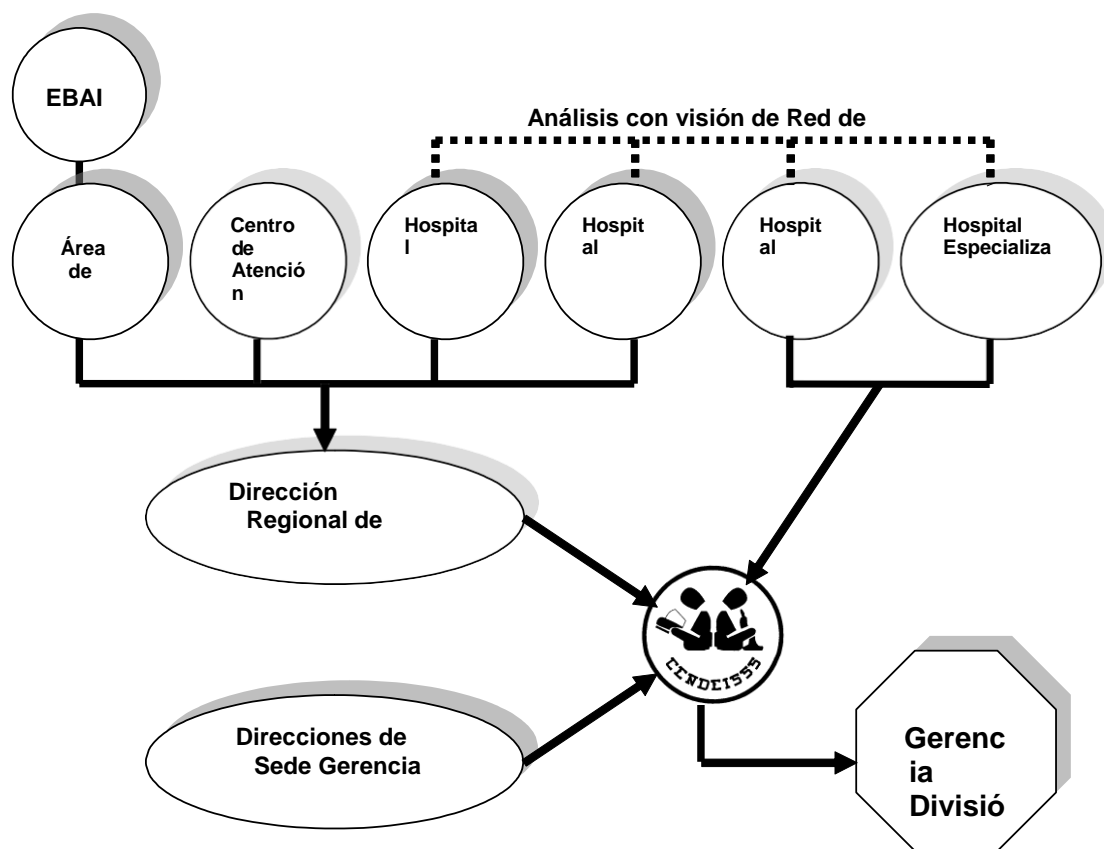 EBAI
Análisis con visión de Red de
Área
de
Centro
de
Atenció
n
Hospita
l
Hospit
al
Hospit
al
Hospital
Especializa
Dirección
Regional de
CENDEISSS
Direcciones de
Sede Gerencia
Gerenc
ia
Divisió